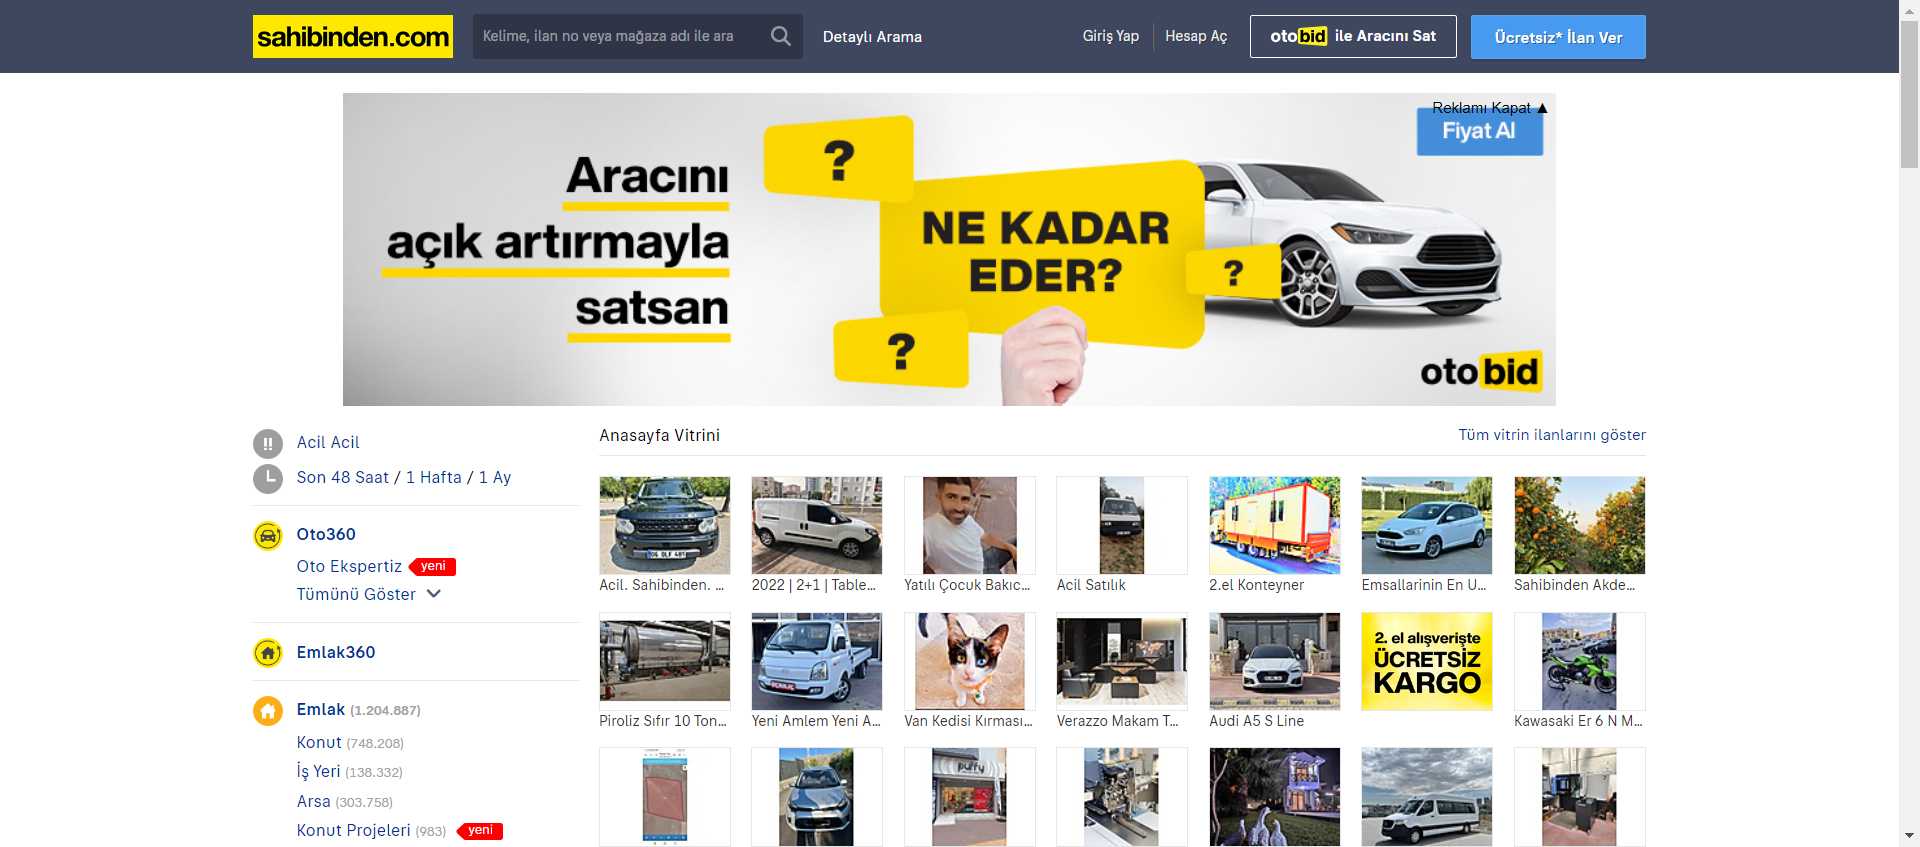 sahibinden.com
Kelime, ilan no veya mağaza adı ile ara
Detaylı Arama
Giriş Yap
Hesap Aç
otobid ile Aracını Sat
Ücretsiz* İlan Ver
Reklamı Kapat ▲
Fiyat Al
Aracını
açık artırmayla
satsan
?
NE KADAR
EDER?
?
?
otobid
Acil Acil
Son 48 Saat / 1 Hafta / 1 Ay
Oto360
Oto Ekspertiz yeni
Tümünü Göster
Emlak360
Emlak (1.204.887)
Konut (748.208)
İş Yeri (138.332)
Arsa (303.758)
Konut Projeleri (983) yeni
Anasayfa Vitrini
Tüm vitrin ilanlarını göster
Acil. Sahibinden. ...
2022 | 2+1 | Table...
Yatılı Çocuk Bakıc...
Acil Satılık
2.el Konteyner
Emsallarinin En U...
Sahibinden Akde...
2. el alışverişte
ÜCRETSİZ
KARGO
Piroliz Sıfır 10 Ton...
Yeni Amlem Yeni A...
Van Kedisi Kırması...
Verazzo Makam T...
Audi A5 S Line
Kawasaki Er 6 N M...
puffy